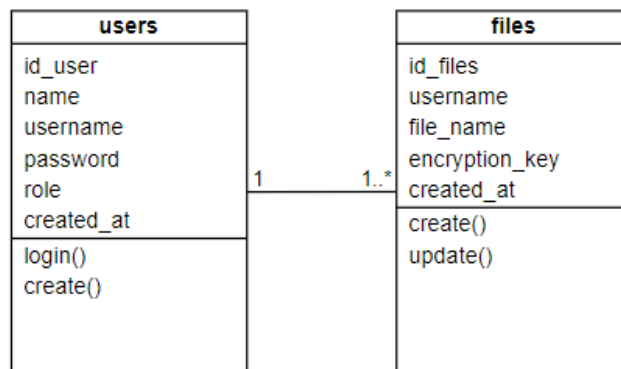 users
id_user
name
username
password
role
created_at
login()
create()
1
1..*
files
id_files
username
file_name
encryption_key
created_at
create()
update()